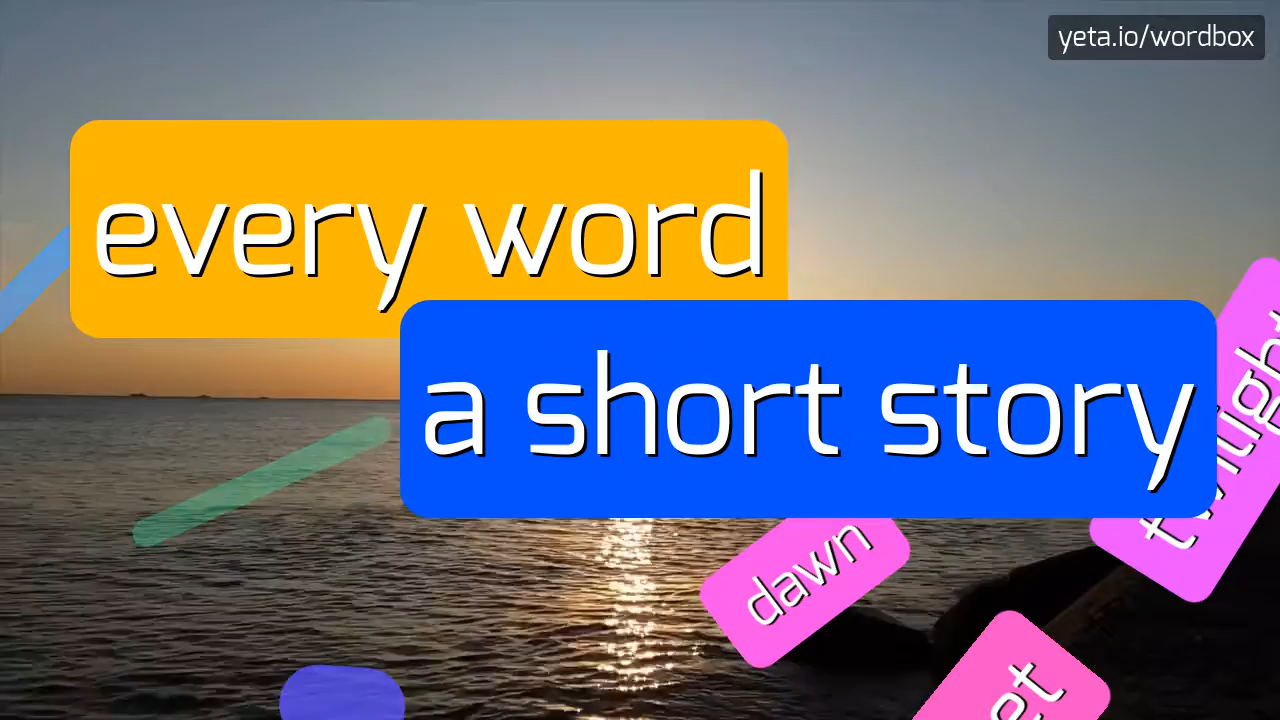 yeta.io/wordbox
every word
a short story
twilight
dawn